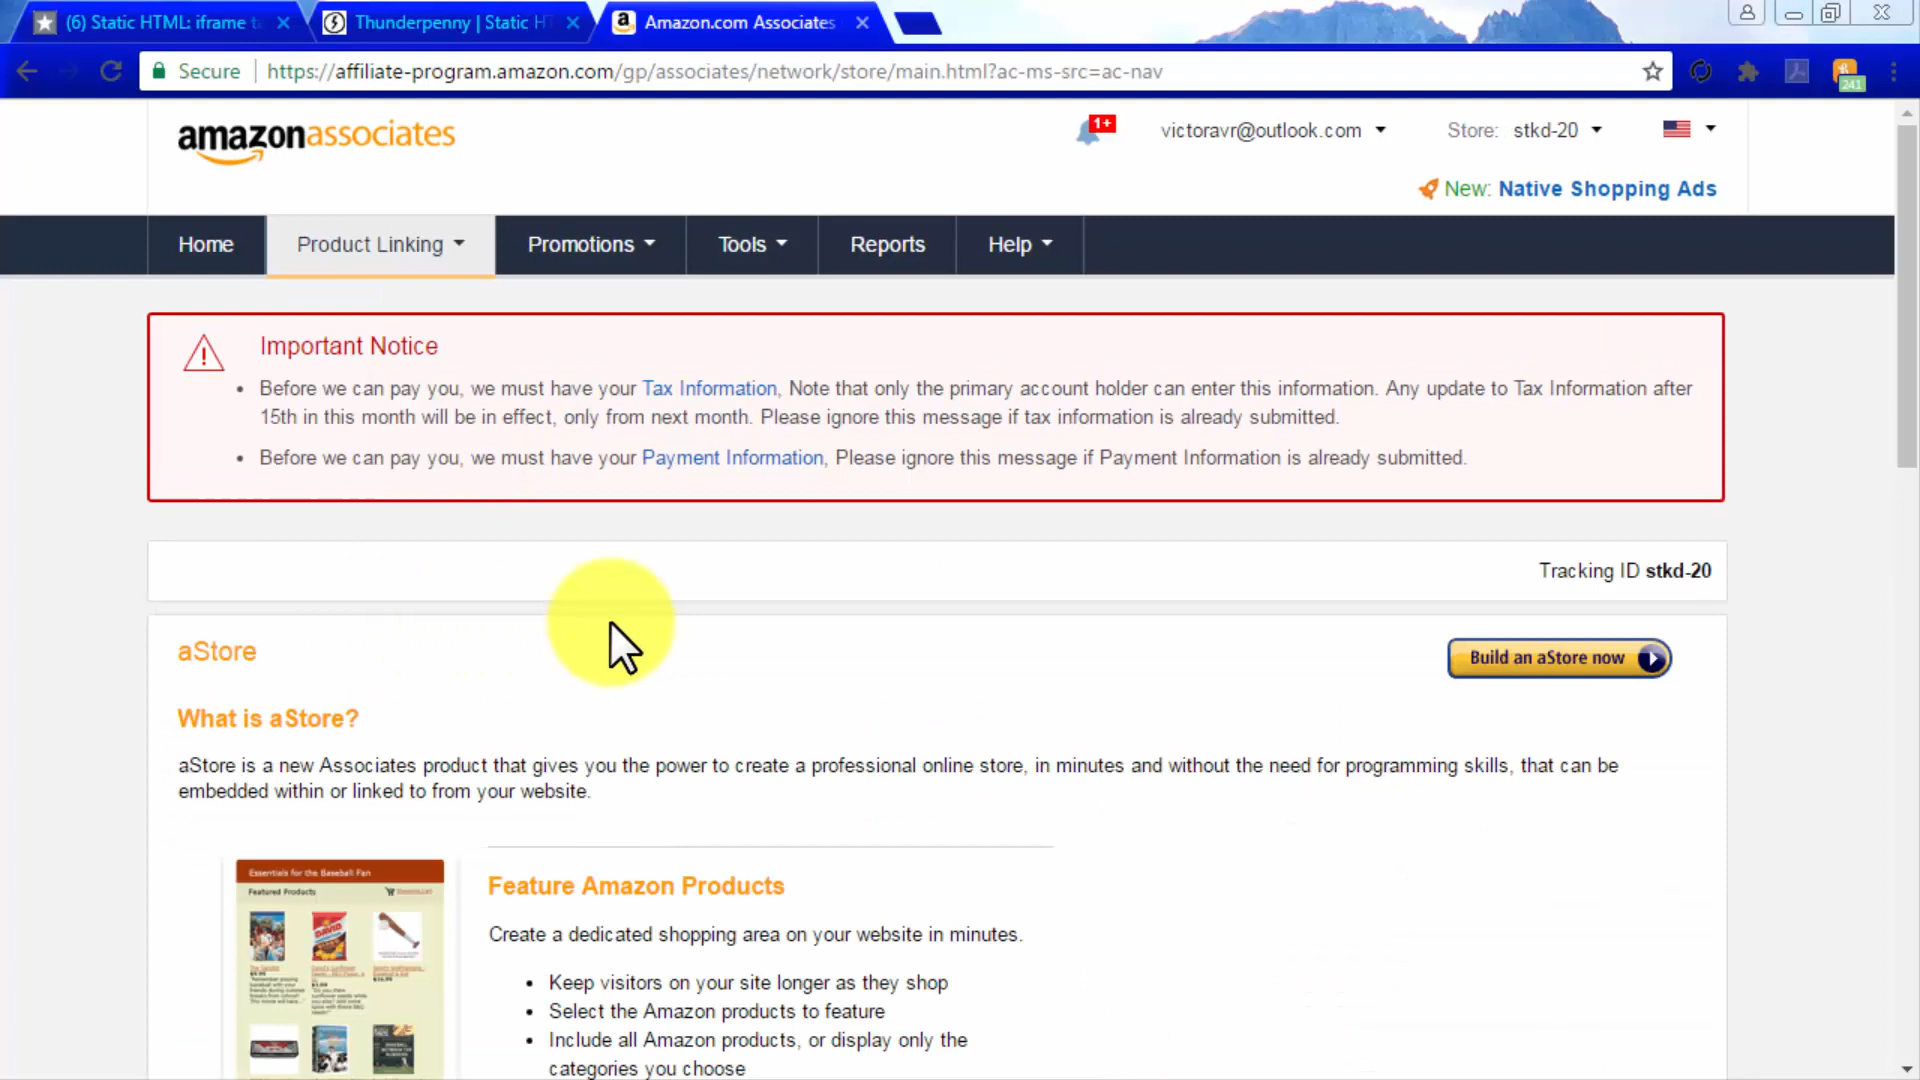 (6) Static HTML: iframe t
Thunderpenny | Static HT
Amazon.com Associates
Secure
https://affiliate-program.amazon.com/gp/associates/network/store/main.html?ac-ms-src=ac-nav
241
amazonassociates
1+
victoravr@outlook.com
Store: stkd-20
New: Native Shopping Ads
Home
Product Linking
Promotions
Tools
Reports
Help
Important Notice
• Before we can pay you, we must have your Tax Information, Note that only the primary account holder can enter this information. Any update to Tax Information after
15th in this month will be in effect, only from next month. Please ignore this message if tax information is already submitted.
• Before we can pay you, we must have your Payment Information, Please ignore this message if Payment Information is already submitted.
Tracking ID stkd-20
aStore
Build an aStore now
What is aStore?
aStore is a new Associates product that gives you the power to create a professional online store, in minutes and without the need for programming skills, that can be
embedded within or linked to from your website.
Essentials for the Baseball Fan
Featured Products
Feature Amazon Products
Create a dedicated shopping area on your website in minutes.
• Keep visitors on your site longer as they shop
• Select the Amazon products to feature
• Include all Amazon products, or display only the
categories you choose